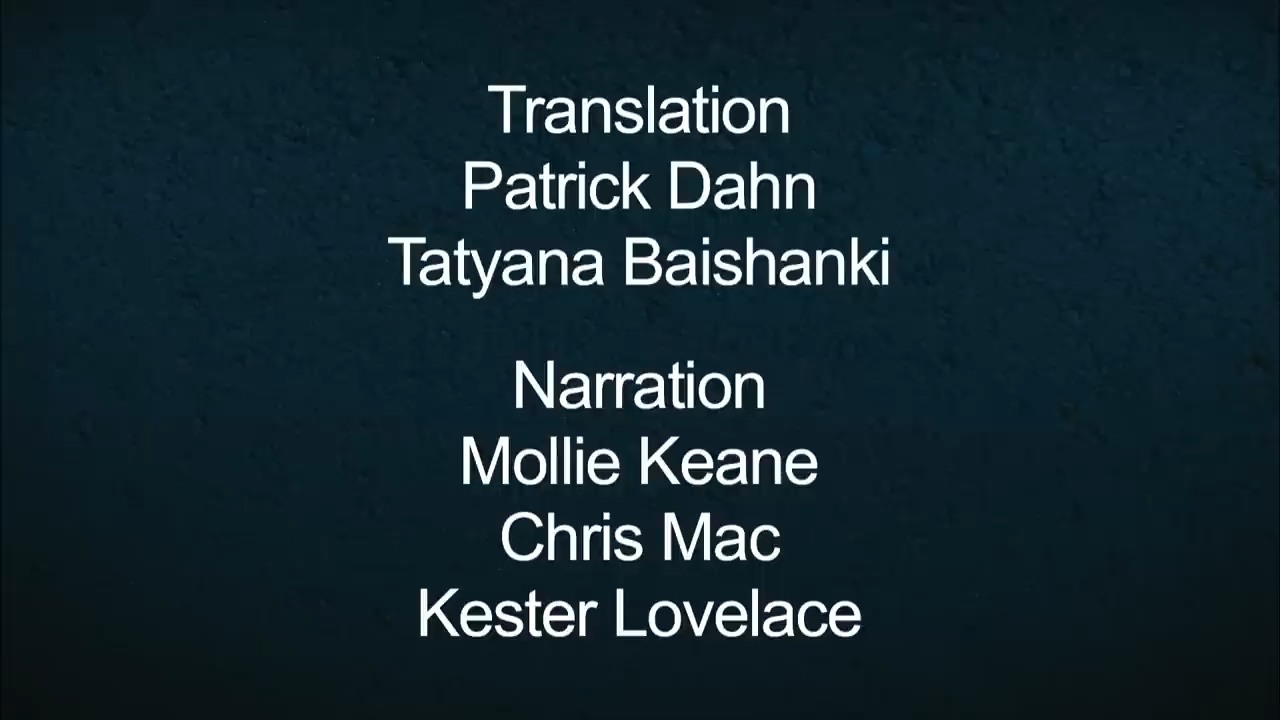 Translation
Patrick Dahn
Tatyana Baishanki
Narration
Mollie Keane
Chris Mac
Kester Lovelace